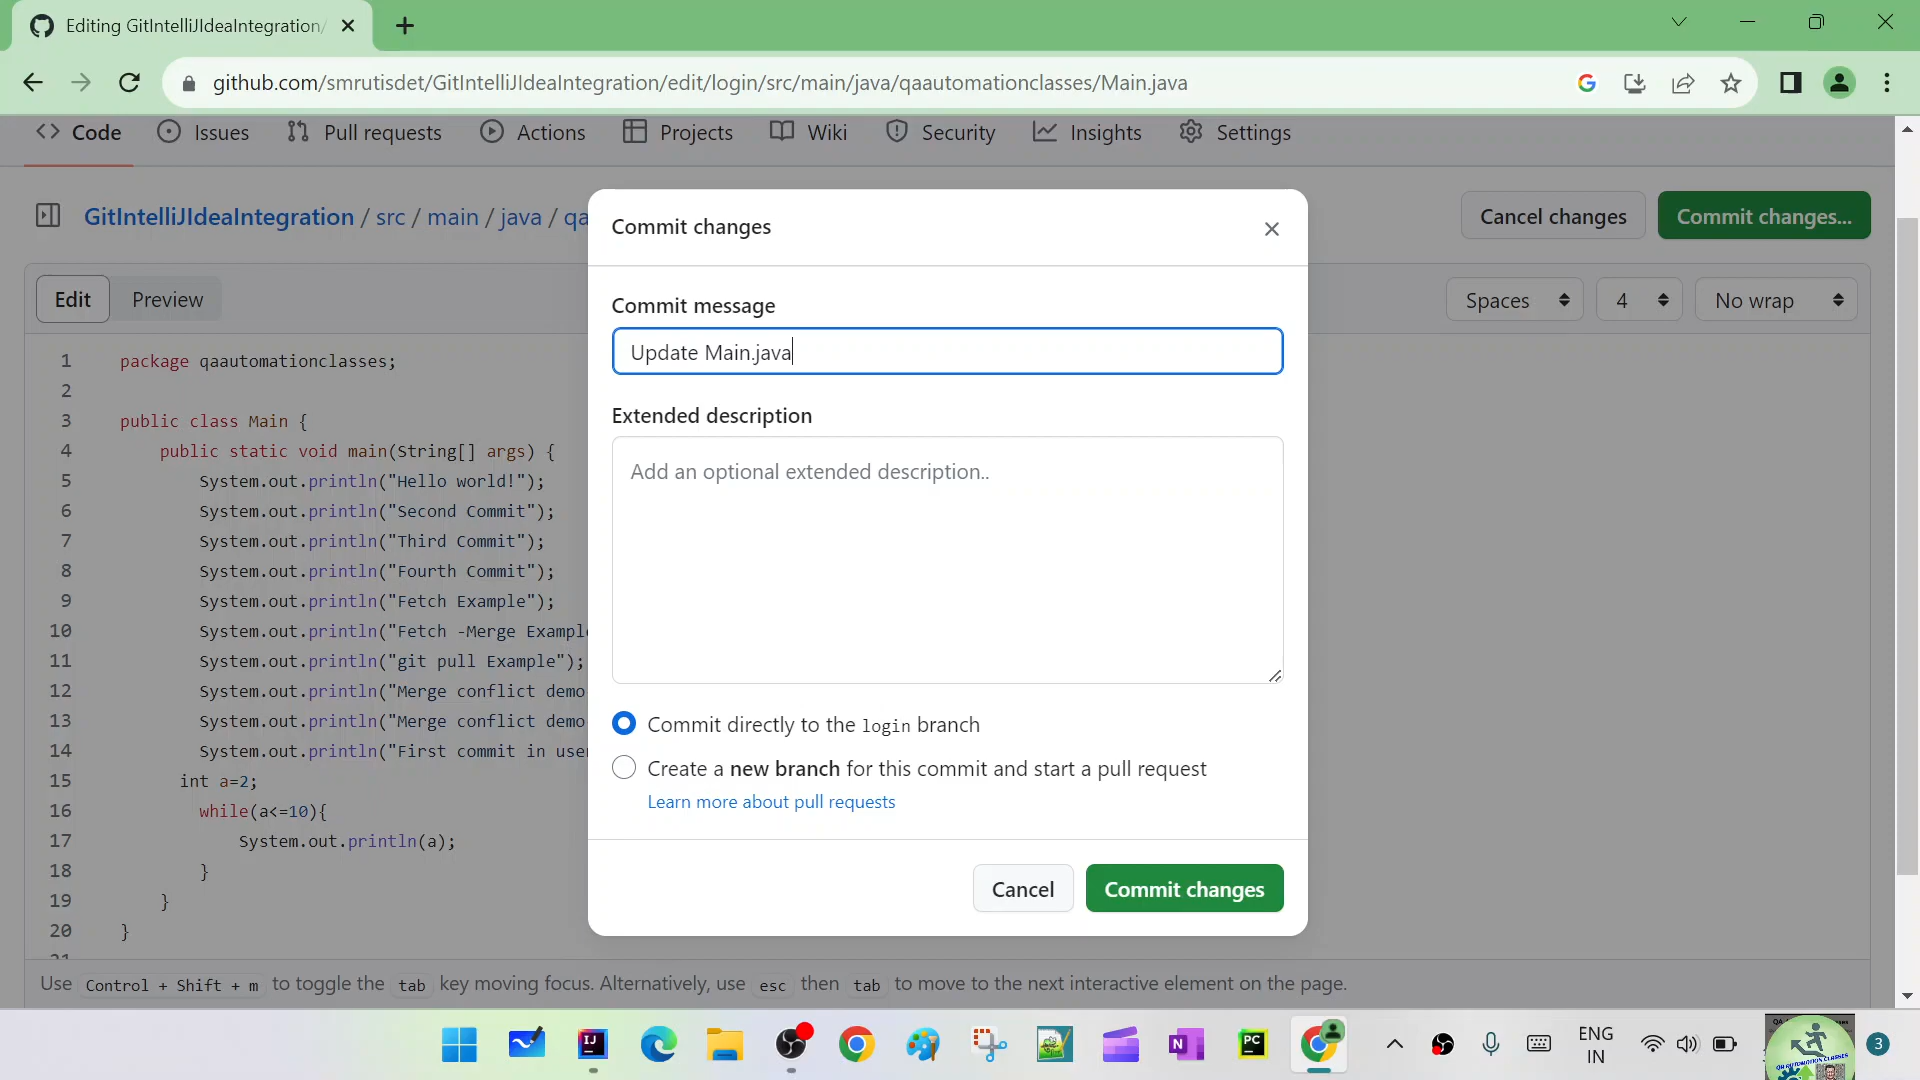 Editing GitIntelliJIdeaIntegration/
github.com/smrutisdet/GitIntelliJIdeaIntegration/edit/login/src/main/java/qaautomationclasses/Main.java
Code Issues Pull requests Actions Projects Wiki Security Insights Settings
GitIntelliJIdeaIntegration / src / main / java / qa
Cancel changes Commit changes...
Edit Preview
Spaces 4 No wrap
1 package qaautomationclasses;
2
3 public class Main {
4 public static void main(String[] args) {
5 System.out.println("Hello world!");
6 System.out.println("Second Commit");
7 System.out.println("Third Commit");
8 System.out.println("Fourth Commit");
9 System.out.println("Fetch Example");
10 System.out.println("Fetch -Merge Example
11 System.out.println("git pull Example");
12 System.out.println("Merge conflict demo
13 System.out.println("Merge conflict demo
14 System.out.println("First commit in user
15 int a=2;
16 while(a<=10){
17 System.out.println(a);
18 }
19 }
20 }
21
Commit changes
Commit message
Update Main.java
Extended description
Add an optional extended description..
Commit directly to the login branch
Create a new branch for this commit and start a pull request
Learn more about pull requests
Cancel Commit changes
Use Control + Shift + m to toggle the tab key moving focus. Alternatively, use esc then tab to move to the next interactive element on the page.
ENG
IN
3
QA AUTOMATION CLASSES